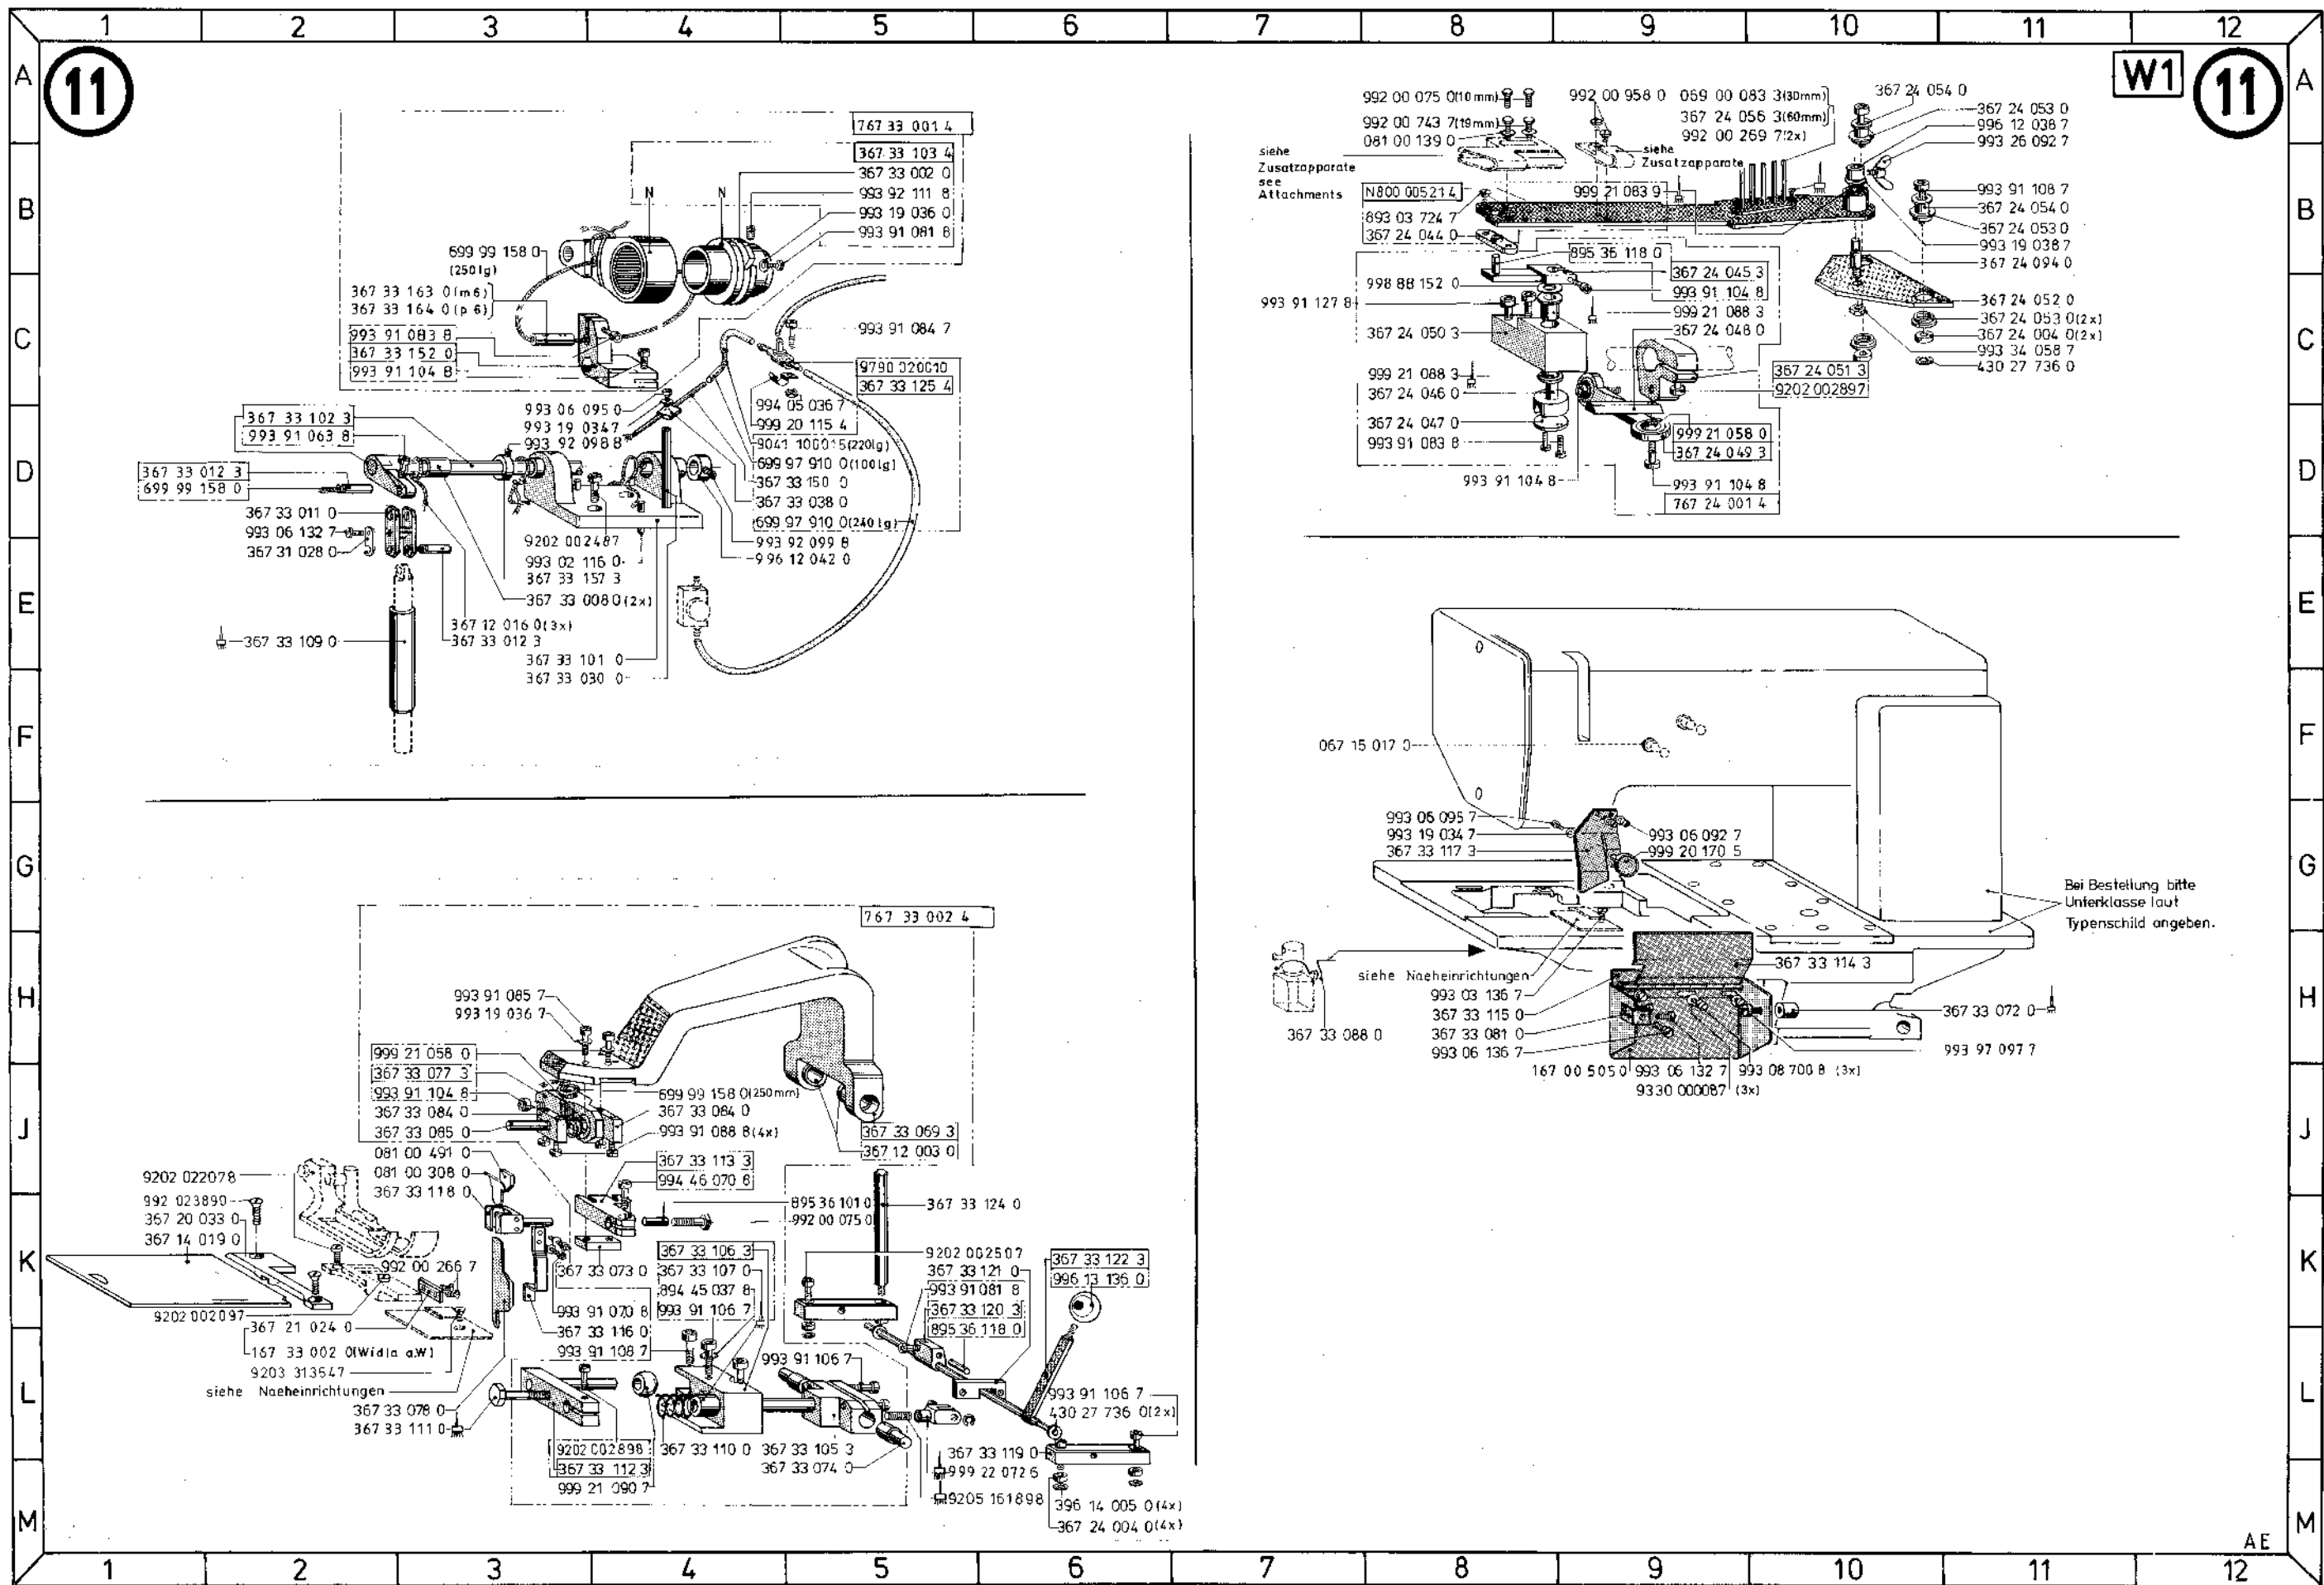 1 2 3 4 5 6 7 8 9 10 11 12
A
B
C
D
E
F
G
H
J
K
L
M
11
767 33 001 4
367 33 103 4
367 33 002 0
993 92 111 8
993 19 036 0
993 91 081 8
N N
699 99 158 0
(250lg)
367 33 163 0 (m6)
367 33 164 0 (p 6)
993 91 083 8
367 33 152 0
993 91 104 8
993 91 084 7
9790 020010
367 33 125 4
994 05 036 7
999 20 115 4
9041 100015(220lg)
699 97 910 0(100lg)
367 33 150 0
367 33 038 0
699 97 910 0(240lg)
993 92 099 8
996 12 042 0
993 06 095 0
993 19 034 7
993 92 098 8
367 33 102 3
993 91 063 8
367 33 012 3
699 99 158 0
367 33 011 0
993 06 132 7
367 31 028 0
9202 002487
993 02 116 0
367 33 157 3
367 33 008 0(2x)
367 12 016 0(3x)
367 33 012 3
367 33 109 0
367 33 101 0
367 33 030 0
767 33 002 4
993 91 085 7
993 19 036 7
999 21 058 0
367 33 077 3
993 91 104 8
367 33 084 0
367 33 085 0
081 00 491 0
081 00 308 0
367 33 118 0
699 99 158 0(250mm)
367 33 084 0
993 91 088 8(4x)
367 33 069 3
367 12 003 0
367 33 113 3
994 46 070 8
895 36 101 0
992 00 075 0
367 33 124 0
9202 022078
992 023890
367 20 033 0
367 14 019 0
992 00 266 7
9202 002097
367 21 024 0
167 33 002 0(Widia a.W)
9203 313547
siehe Naeheinrichtungen
367 33 078 0
367 33 111 0
367 33 073 0
993 91 070 8
367 33 116 0
993 91 108 7
367 33 106 3
367 33 107 0
894 45 037 8
993 91 106 7
9202 002507
367 33 121 0
993 91 081 8
367 33 120 3
895 36 118 0
367 33 122 3
996 13 136 0
993 91 106 7
993 91 106 7
430 27 736 0(2x)
9202 002898
367 33 112 3
999 21 090 7
367 33 110 0
367 33 105 3
367 33 074 0
367 33 119 0
999 22 072 6
9205 161898
396 14 005 0(4x)
367 24 004 0(4x)
W1
11
992 00 075 0(10mm)
992 00 743 7(19mm)
081 00 139 0
992 00 958 0
069 00 083 3(30mm)
367 24 056 3(60mm)
992 00 269 7(2x)
367 24 054 0
367 24 053 0
996 12 038 7
993 26 092 7
siehe
Zusatzapparate
see
Attachments
siehe
Zusatzapparate
N800 005214
893 03 724 7
367 24 044 0
999 21 083 9
993 91 108 7
367 24 054 0
367 24 053 0
993 19 038 7
367 24 094 0
895 36 118 0
367 24 045 3
993 91 104 8
999 21 088 3
367 24 048 0
998 88 152 0
993 91 127 8
367 24 050 3
367 24 052 0
367 24 053 0(2x)
367 24 004 0(2x)
993 34 058 7
430 27 736 0
999 21 088 3
367 24 046 0
367 24 047 0
993 91 083 8
367 24 051 3
9202 002897
999 21 058 0
367 24 049 3
993 91 104 8
993 91 104 8
767 24 001 4
067 15 017 0
993 06 095 7
993 19 034 7
367 33 117 3
993 06 092 7
999 20 170 5
Bei Bestellung bitte
Unterklasse laut
Typenschild angeben.
367 33 088 0
siehe Naeheinrichtungen
993 03 136 7
367 33 115 0
367 33 081 0
993 06 136 7
367 33 114 3
367 33 072 0
993 97 097 7
167 00 505 0
993 06 132 7
993 08 700 8 (3x)
9330 000087 (3x)
AE
A
B
C
D
E
F
G
H
J
K
L
M
1 2 3 4 5 6 7 8 9 10 11 12